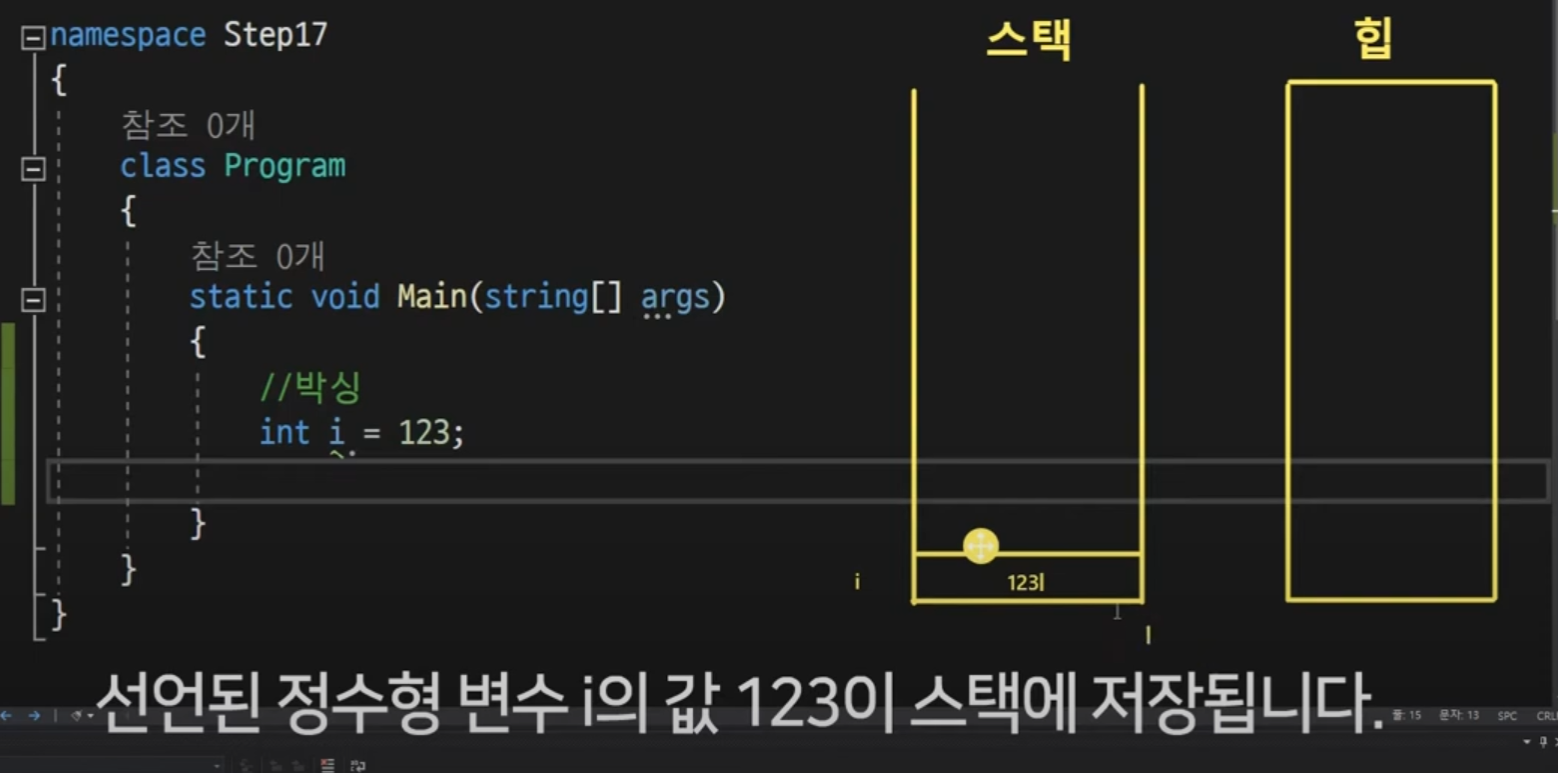 namespace Step17
{
참조 0개
class Program
{
참조 0개
static void Main(string[] args)
{
//박싱
int i = 123;
}
}
}
스택
힙
i
123
선언된 정수형 변수 i의 값 123이 스택에 저장됩니다.
줄: 15 문자: 13 SPC CRL